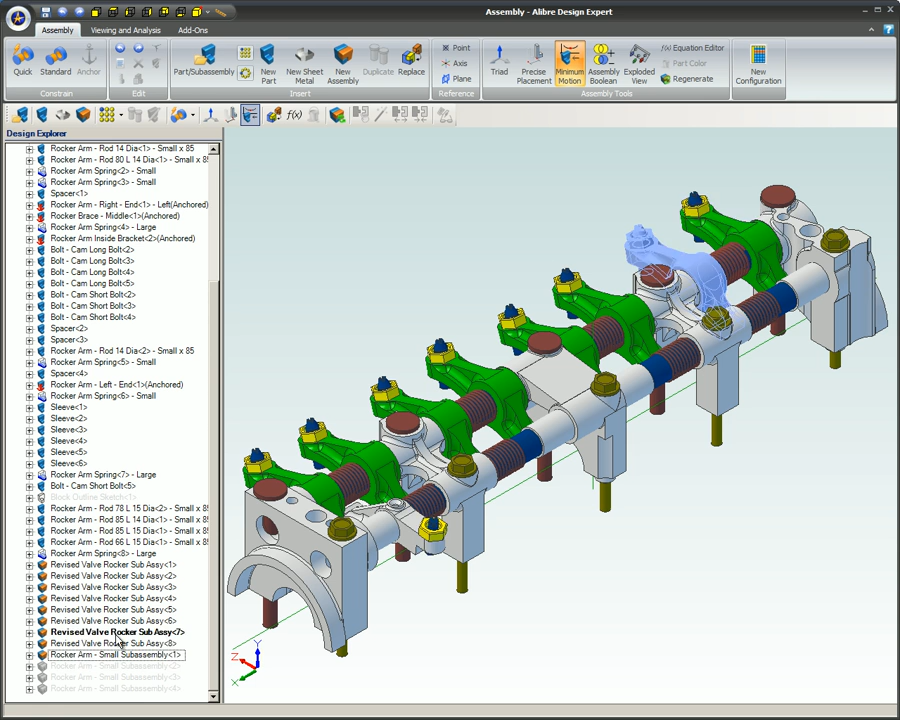 Assembly - Alibre Design Expert
Assembly
Viewing and Analysis
Add-Ons
Quick
Standard
Anchor
Constrain
Edit
Part/Subassembly
New Part
New Sheet Metal
New Assembly
Duplicate
Replace
Insert
Point
Axis
Plane
Reference
Triad
Precise Placement
Minimum Motion
Assembly Boolean
Exploded View
f(x) Equation Editor
Part Color
Regenerate
Assembly Tools
New Configuration
f(x)
Design Explorer
Rocker Arm - Rod 14 Dia<1> - Small x 85
Rocker Arm - Rod 80 L 14 Dia<1> - Small x 8
Rocker Arm Spring<2> - Small
Rocker Arm Spring<3> - Small
Spacer<1>
Rocker Arm - Right - End<1> - Left(Anchored)
Rocker Brace - Middle<1>(Anchored)
Rocker Arm Spring<4> - Large
Rocker Arm Inside Bracket<2>(Anchored)
Bolt - Cam Long Bolt<2>
Bolt - Cam Long Bolt<3>
Bolt - Cam Long Bolt<4>
Bolt - Cam Long Bolt<5>
Bolt - Cam Short Bolt<2>
Bolt - Cam Short Bolt<3>
Bolt - Cam Short Bolt<4>
Spacer<2>
Spacer<3>
Rocker Arm - Rod 14 Dia<2> - Small x 85
Rocker Arm Spring<5> - Small
Spacer<4>
Rocker Arm - Left - End<1>(Anchored)
Rocker Arm Spring<6> - Small
Sleeve<1>
Sleeve<2>
Sleeve<3>
Sleeve<4>
Sleeve<5>
Sleeve<6>
Rocker Arm Spring<7> - Large
Bolt - Cam Short Bolt<5>
Block Outline Sketch<1>
Rocker Arm - Rod 78 L 15 Dia<2> - Small x 8
Rocker Arm - Rod 85 L 14 Dia<1> - Small x 8
Rocker Arm - Rod 85 L 15 Dia<1> - Small x 8
Rocker Arm - Rod 66 L 15 Dia<1> - Small x 8
Rocker Arm Spring<8> - Large
Revised Valve Rocker Sub Assy<1>
Revised Valve Rocker Sub Assy<2>
Revised Valve Rocker Sub Assy<3>
Revised Valve Rocker Sub Assy<4>
Revised Valve Rocker Sub Assy<5>
Revised Valve Rocker Sub Assy<6>
Revised Valve Rocker Sub Assy<7>
Revised Valve Rocker Sub Assy<8>
Rocker Arm - Small Subassembly<1>
Rocker Arm - Small Subassembly<2>
Rocker Arm - Small Subassembly<3>
Rocker Arm - Small Subassembly<4>
Y
Z
X